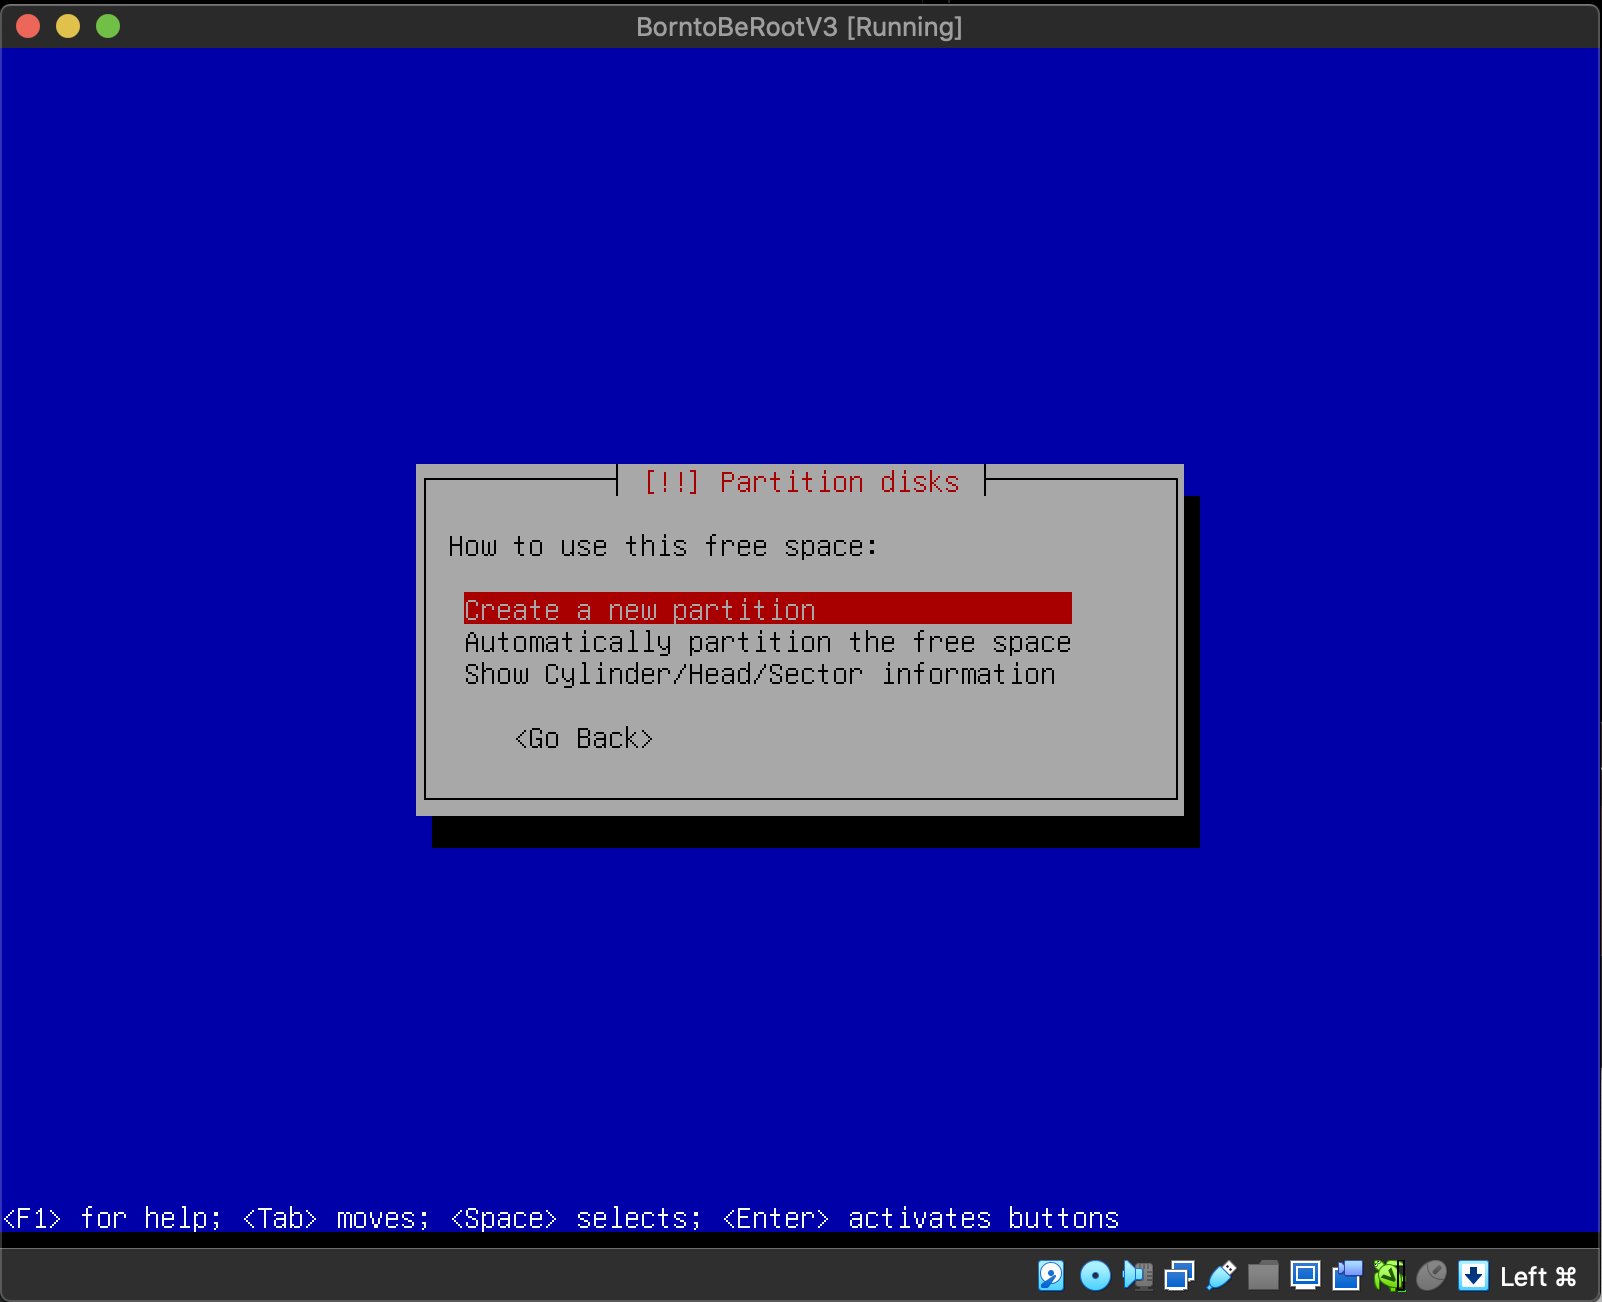 BorntoBeRootV3 [Running]
[!!] Partition disks
How to use this free space:
Create a new partition
Automatically partition the free space
Show Cylinder/Head/Sector information
<Go Back>
<F1> for help; <Tab> moves; <Space> selects; <Enter> activates buttons
Left ⌘